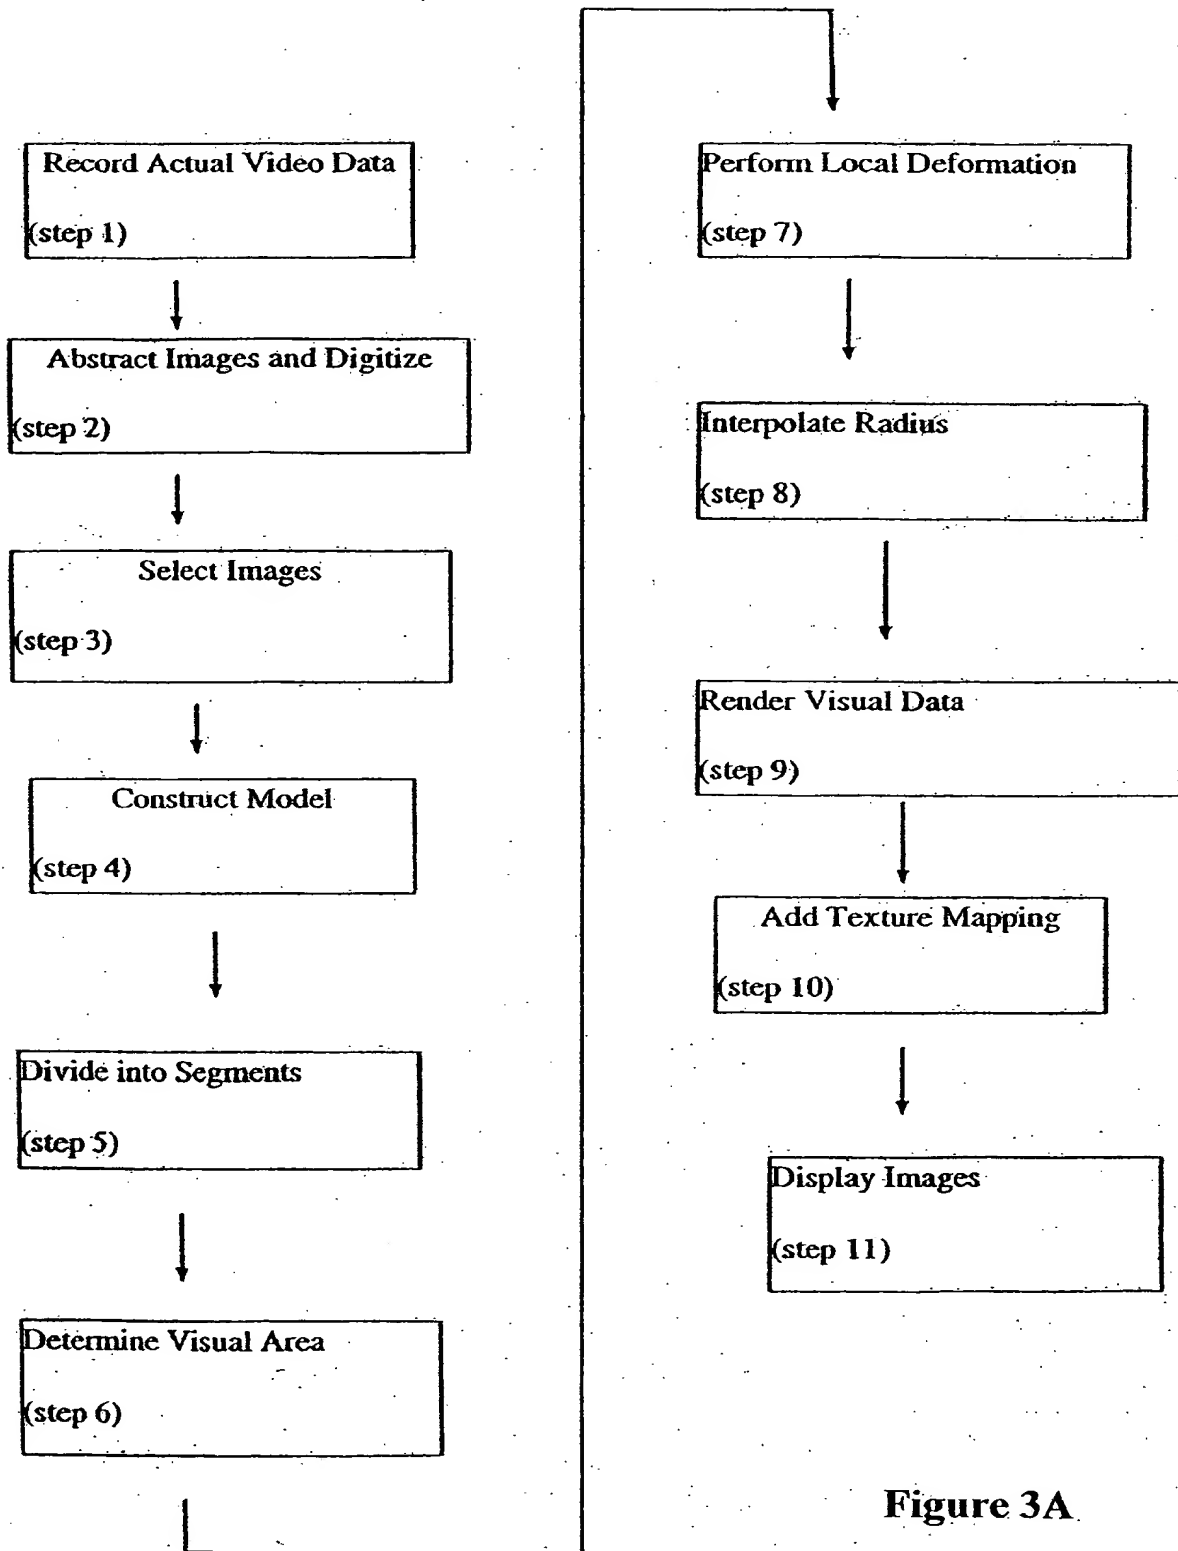 Record Actual Video Data
(step 1)
Abstract Images and Digitize
(step 2)
Select Images
(step 3)
Construct Model
(step 4)
Divide into Segments
(step 5)
Determine Visual Area
(step 6)
Perform Local Deformation
(step 7)
Interpolate Radius
(step 8)
Render Visual Data
(step 9)
Add Texture Mapping
(step 10)
Display Images
(step 11)
Figure 3A